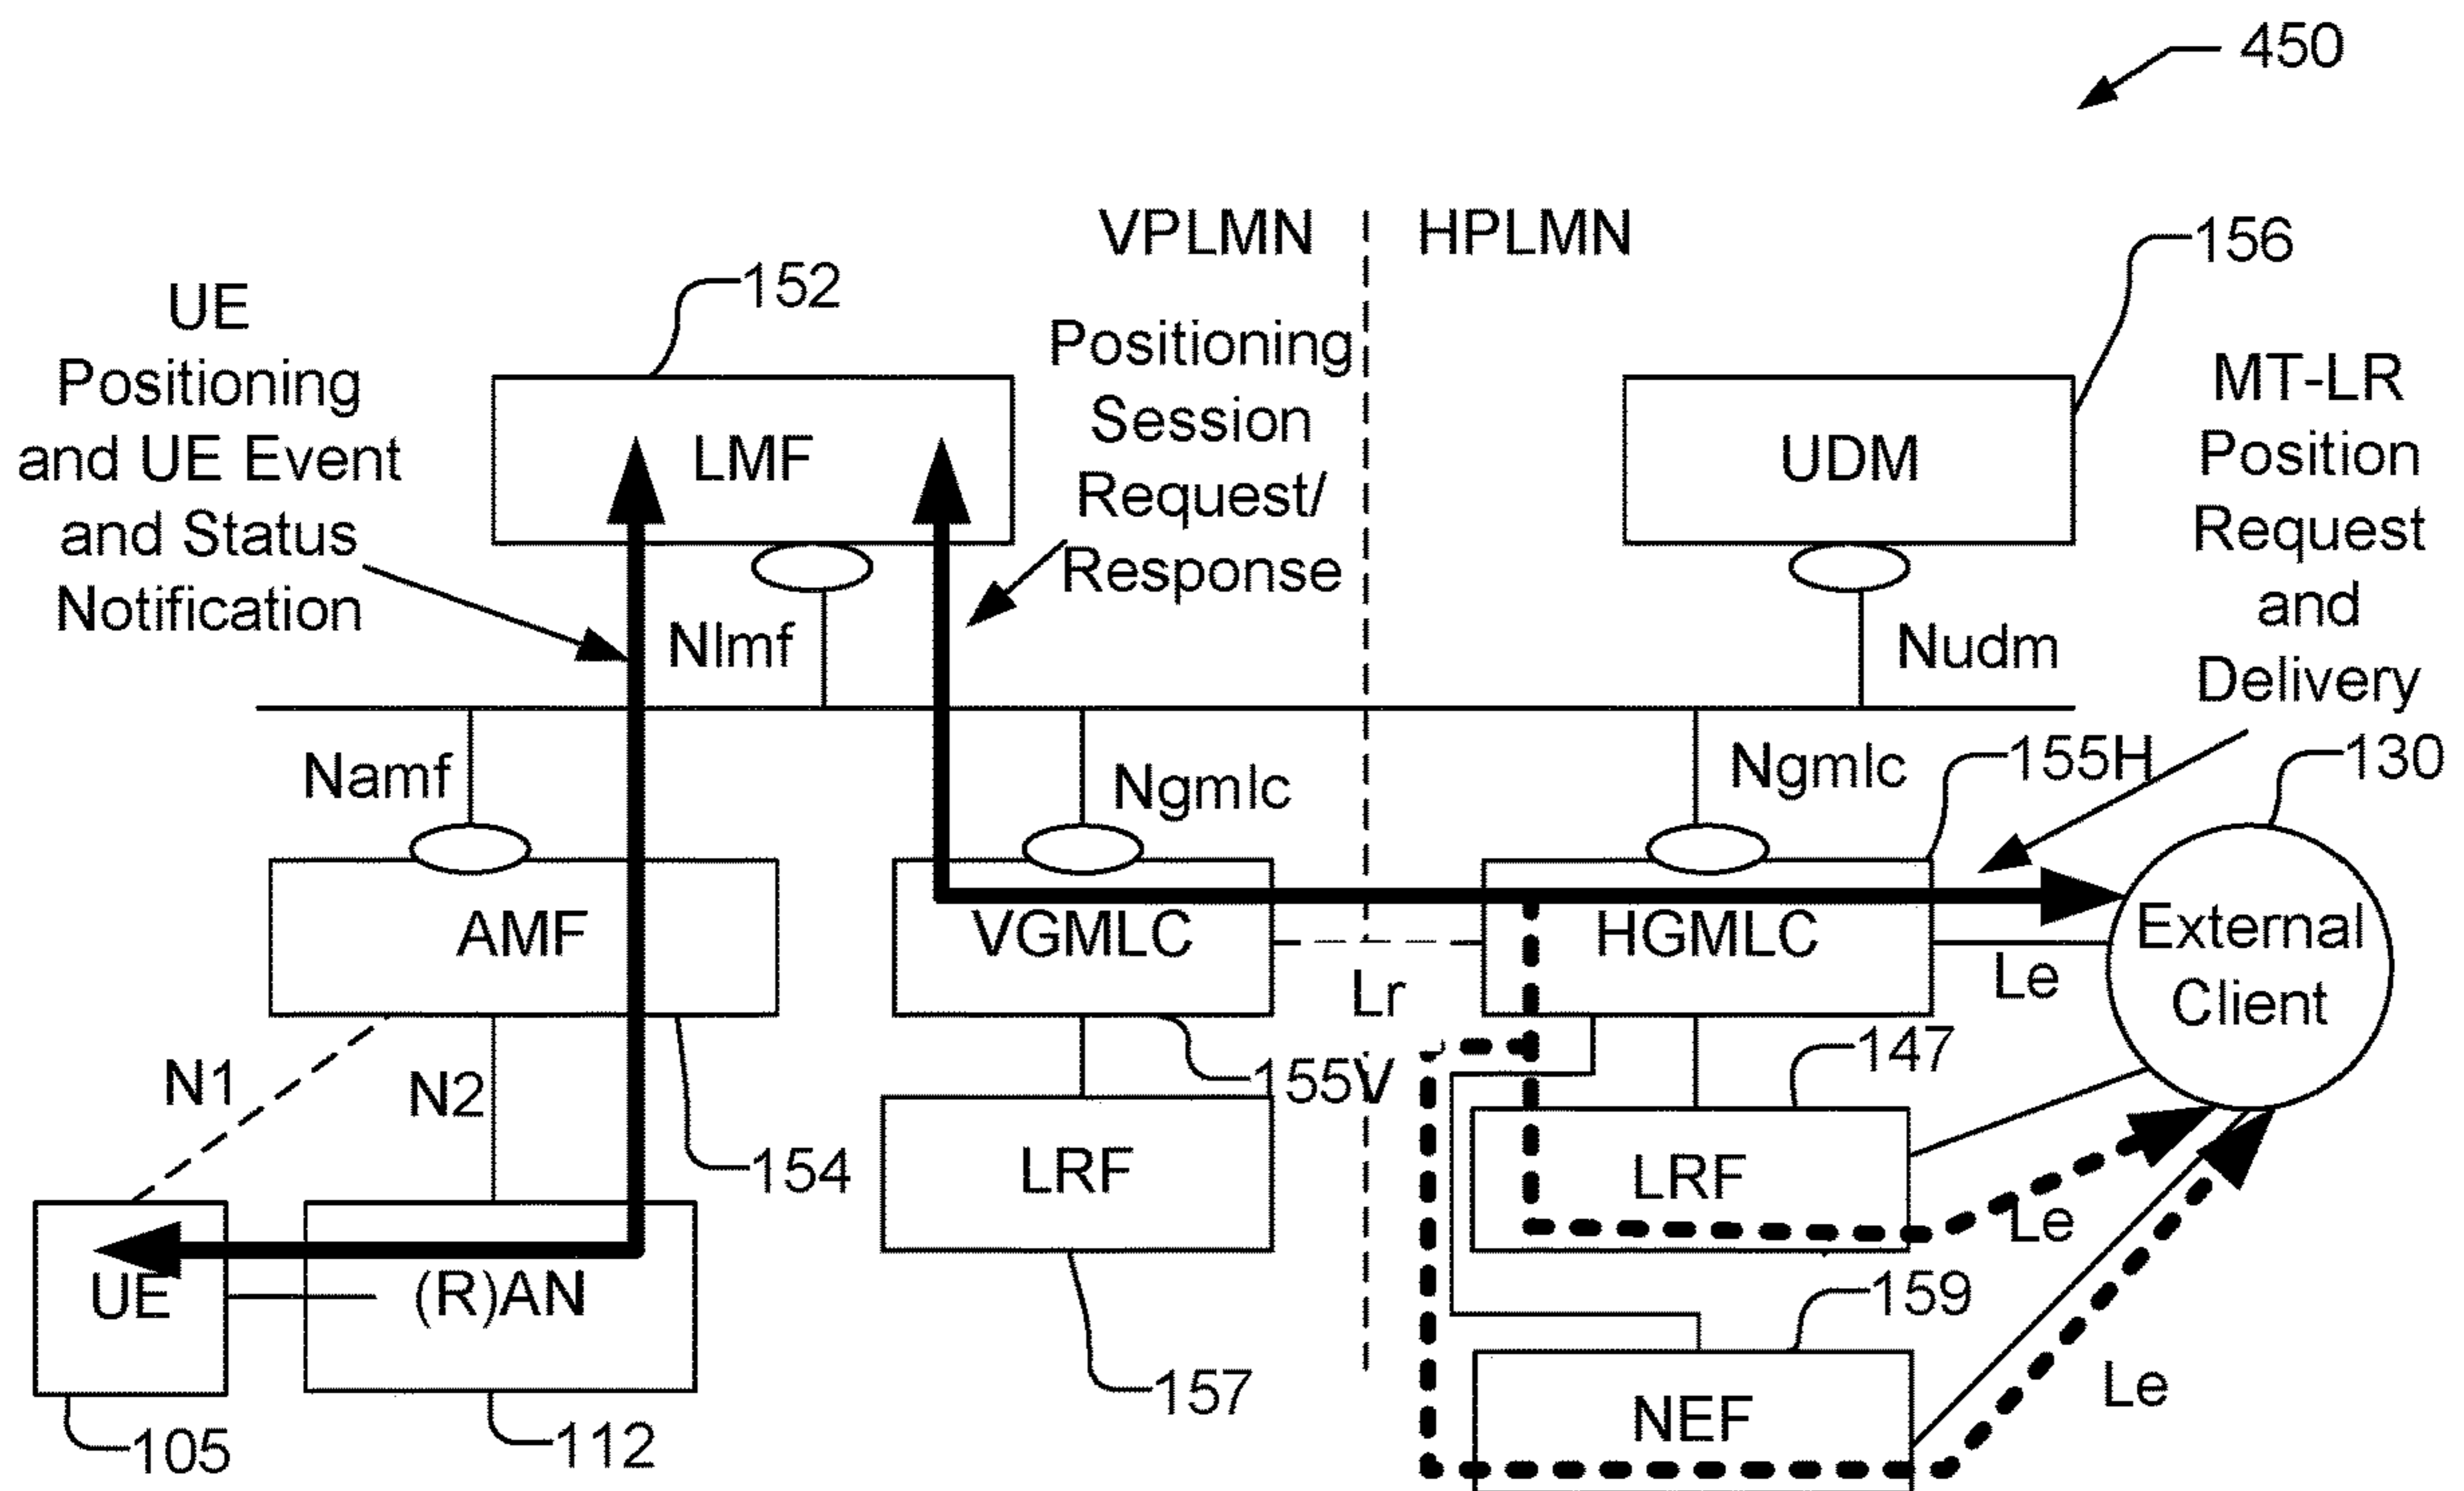 450
VPLMN
HPLMN
156
152
UE
Positioning
and UE Event
and Status
Notification
Positioning
Session
Request/
Response
MT-LR
Position
Request
and
Delivery
LMF
UDM
Nlmf
Nudm
Namf
Ngmlc
Ngmlc
155H
130
AMF
VGMLC
HGMLC
External
Client
Lr
Le
N1
N2
155V
147
154
LRF
LRF
Le
UE
(R)AN
159
157
NEF
Le
105
112